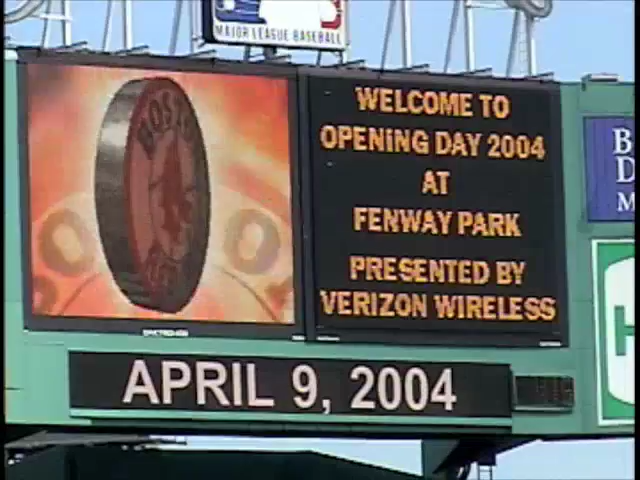 MAJOR LEAGUE BASEBALL
BOSTON
WELCOME TO
OPENING DAY 2004
AT
FENWAY PARK
PRESENTED BY
VERIZON WIRELESS
APRIL 9, 2004
B
D
M
H